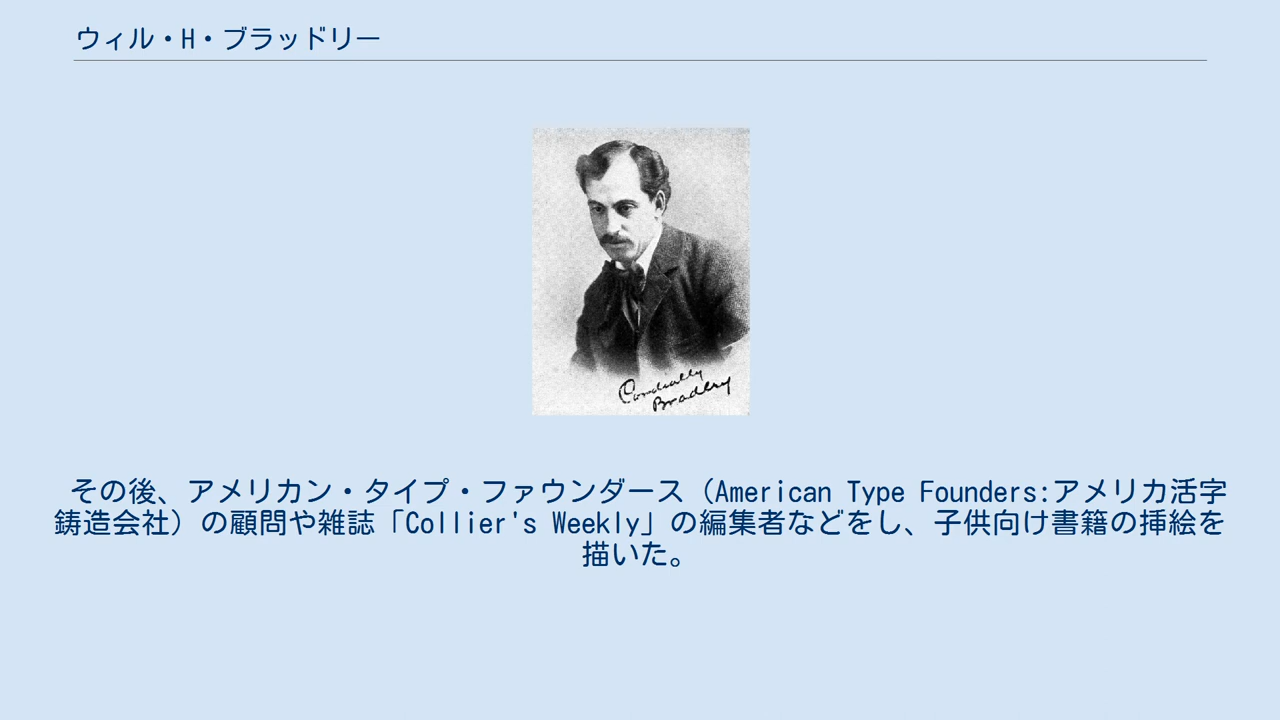 ウィル・H・ブラッドリー
Cordially
Bradley
その後、アメリカン・タイプ・ファウンダース（American Type Founders:アメリカ活字
鋳造会社）の顧問や雑誌「Collier's Weekly」の編集者などをし、子供向け書籍の挿絵を
描いた。